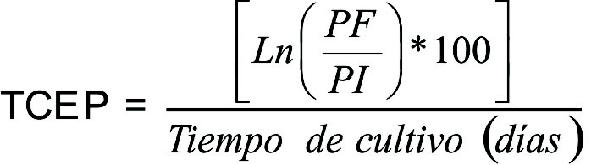 TCEP = [Ln(PF/PI)*100]
Tiempo de cultivo (días)